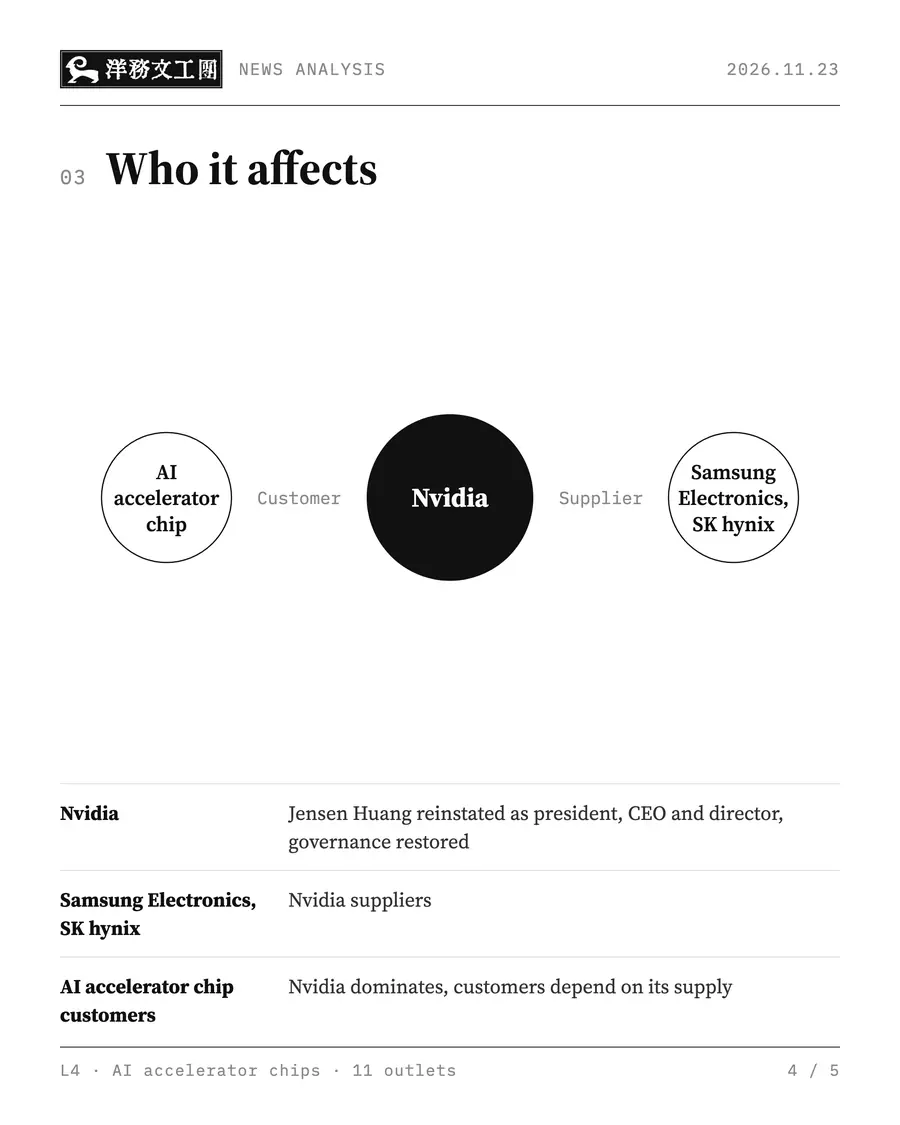 洋務文工團 NEWS ANALYSIS 2026.11.23
03 Who it affects
AI
accelerator
chip
Customer
Nvidia
Supplier
Samsung
Electronics,
SK hynix
Nvidia
Jensen Huang reinstated as president, CEO and director,
governance restored
Samsung Electronics,
SK hynix
Nvidia suppliers
AI accelerator chip
customers
Nvidia dominates, customers depend on its supply
L4 · AI accelerator chips · 11 outlets 4 / 5